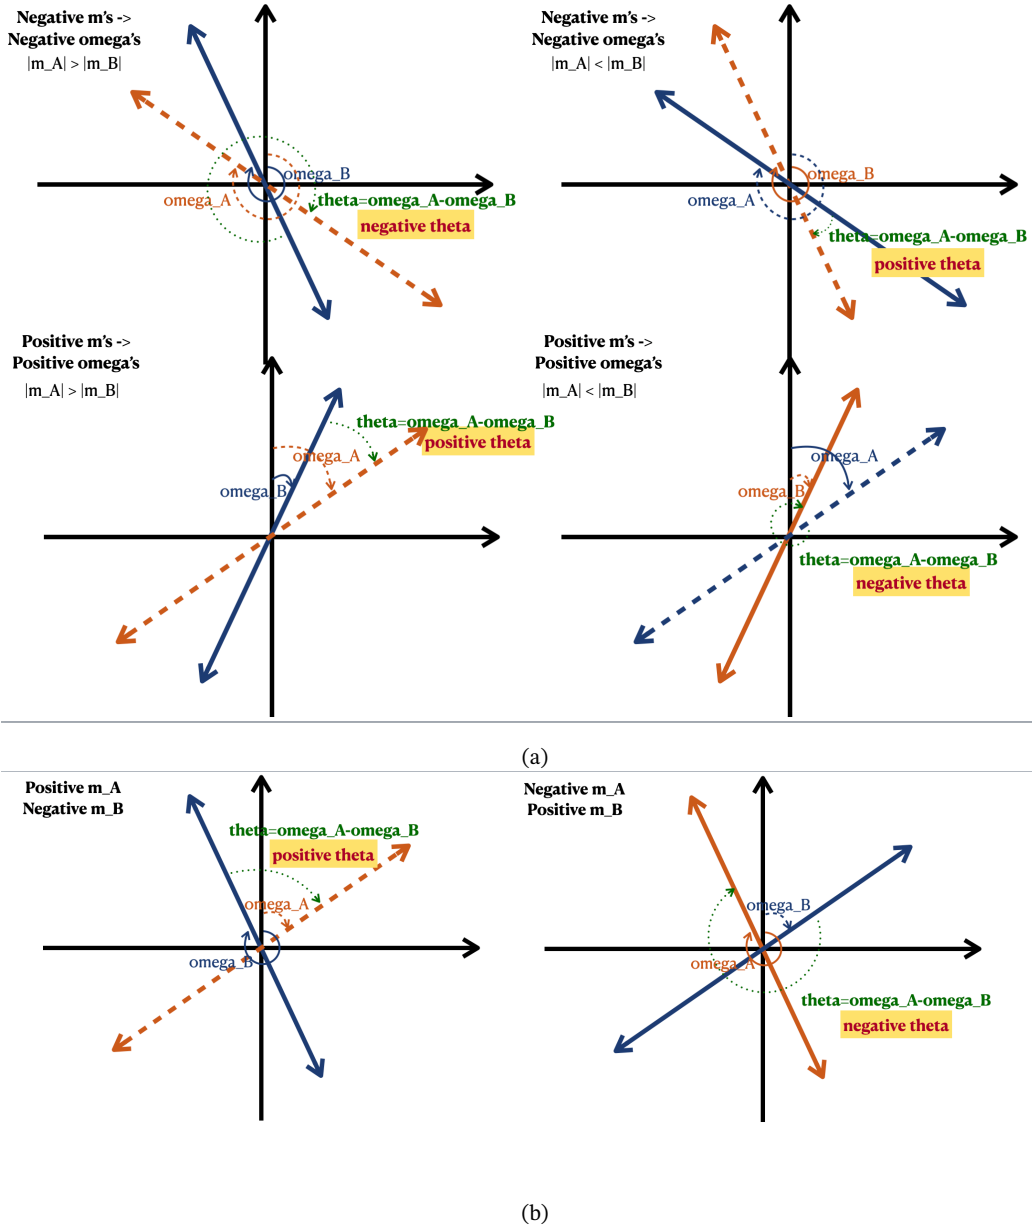 Negative m’s ->
Negative omega’s
|m_A| > |m_B|
omega_B
omega_A
theta=omega_A-omega_B
negative theta
Negative m’s ->
Negative omega’s
|m_A| < |m_B|
omega_B
omega_A
theta=omega_A-omega_B
positive theta
Positive m’s ->
Positive omega’s
|m_A| > |m_B|
theta=omega_A-omega_B
positive theta
omega_A
omega_B
Positive m’s ->
Positive omega’s
|m_A| < |m_B|
omega_A
omega_B
theta=omega_A-omega_B
negative theta
(a)
Positive m_A
Negative m_B
theta=omega_A-omega_B
positive theta
omega_A
omega_B
Negative m_A
Positive m_B
omega_B
omega_A
theta=omega_A-omega_B
negative theta
(b)